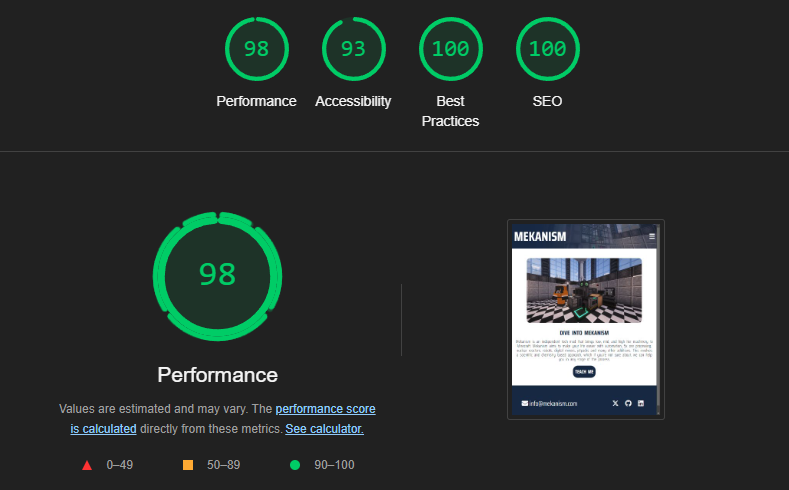 98
93
100
100
Performance
Accessibility
Best
Practices
SEO
98
Performance
Values are estimated and may vary. The performance score
is calculated directly from these metrics. See calculator.
0–49
50–89
90–100
MEKANISM
DIVE INTO MEKANISM
TEACH ME
info@mekanism.com